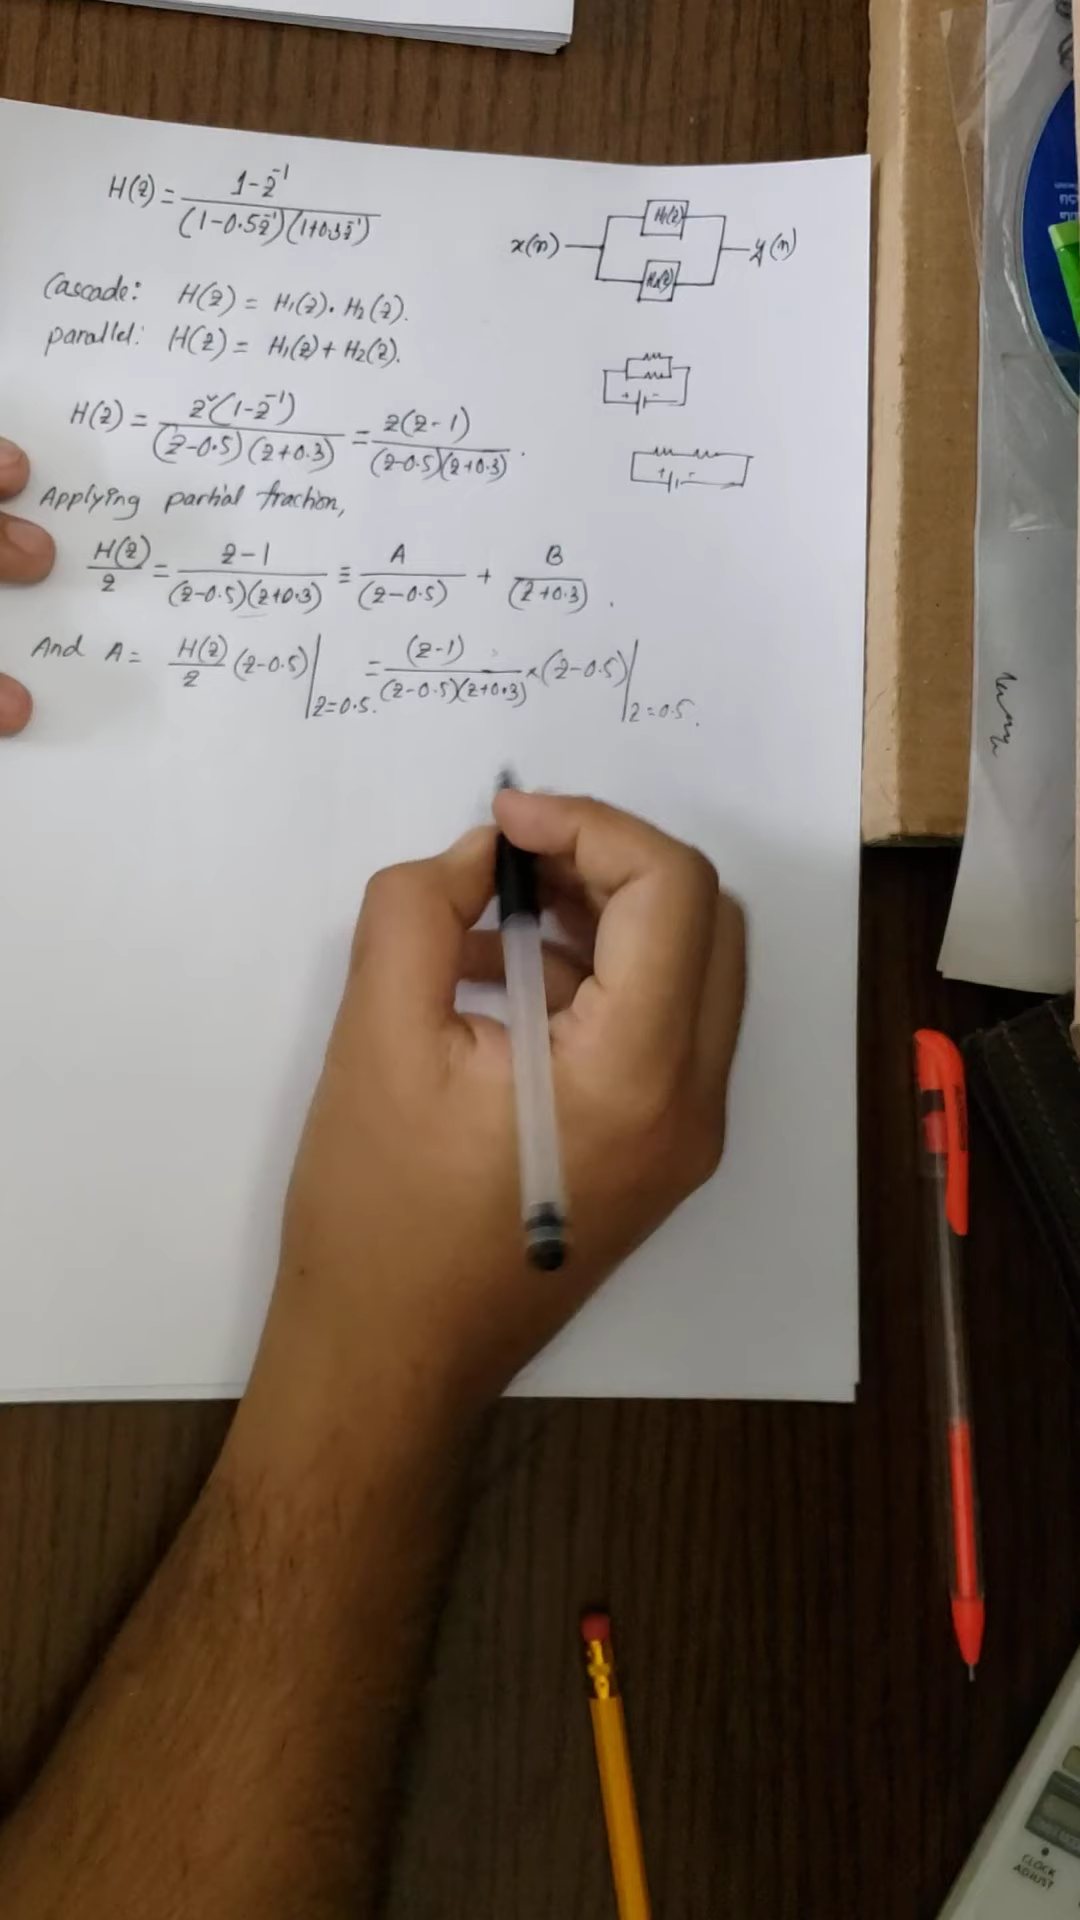 H(z) = 1-z^-1 / (1-0.5z^-1)(1+0.3z^-1)
x(n) H1(z) H2(z) y(n)
Cascade: H(z) = H1(z). H2(z).
parallel: H(z) = H1(z) + H2(z).
+ -
H(z) = z²(1-z^-1) / (z-0.5)(z+0.3) = z(z-1) / (z-0.5)(z+0.3) .
+ -
Applying partial fraction,
H(z)/z = z-1 / (z-0.5)(z+0.3) ≡ A / (z-0.5) + B / (z+0.3) .
And A = H(z)/z (z-0.5) | z=0.5. = (z-1) / (z-0.5)(z+0.3) × (z-0.5) | z=0.5.
CLOCK
ADJUST